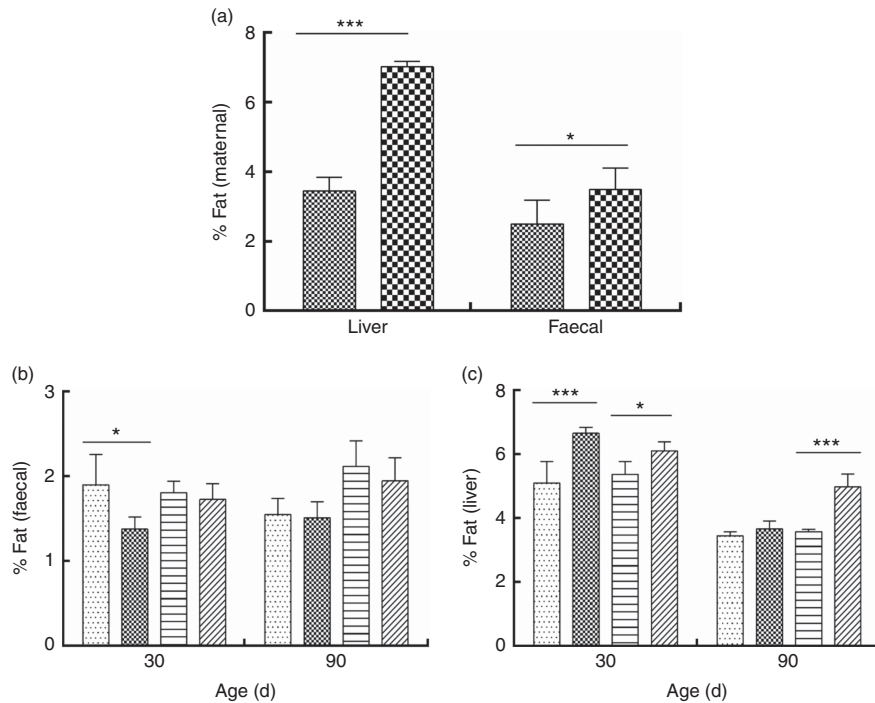 (a)
***
*
8
6
4
2
0
% Fat (maternal)
Liver
Faecal
(b)
*
3
2
1
0
% Fat (faecal)
30
90
Age (d)
(c)
***
*
***
8
6
4
2
0
% Fat (liver)
30
90
Age (d)